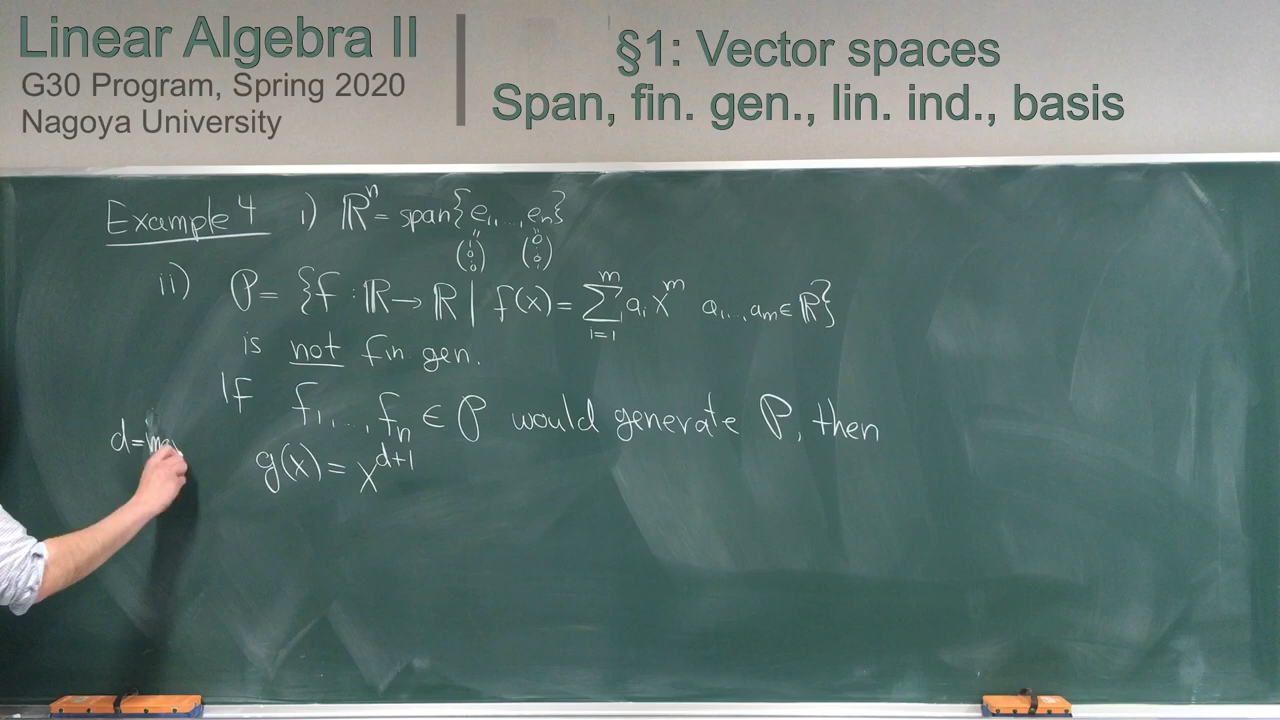 Linear Algebra II
G30 Program, Spring 2020
Nagoya University
§1: Vector spaces
Span, fin. gen., lin. ind., basis
Example 4 i) ℝⁿ = span{e₁,...,eₙ}
ii) 𝒫 = {f : ℝ → ℝ | f(x) = ∑_{i=1}^{m} aᵢ xᵐ a₁,...,aₘ ∈ ℝ}
is not fin gen.
If f₁,...,fₙ ∈ 𝒫 would generate 𝒫, then
d =
g(x) = x^{d+1}